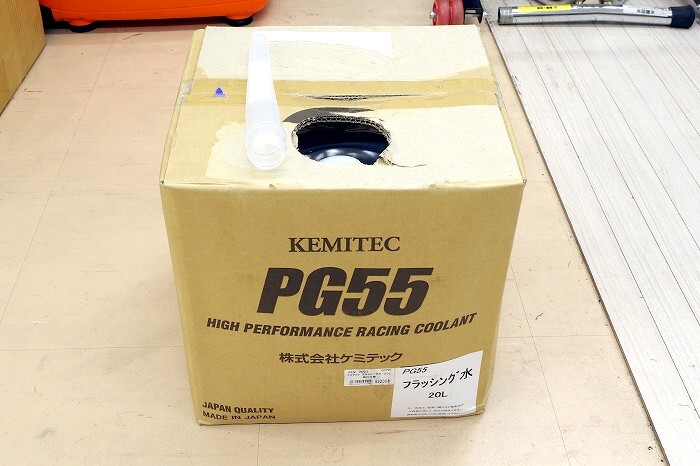 KEMITEC
PG55
HIGH PERFORMANCE RACING COOLANT
株式会社ケミテック
PG55
フラッシング水
20L
JAPAN QUALITY
MADE IN JAPAN